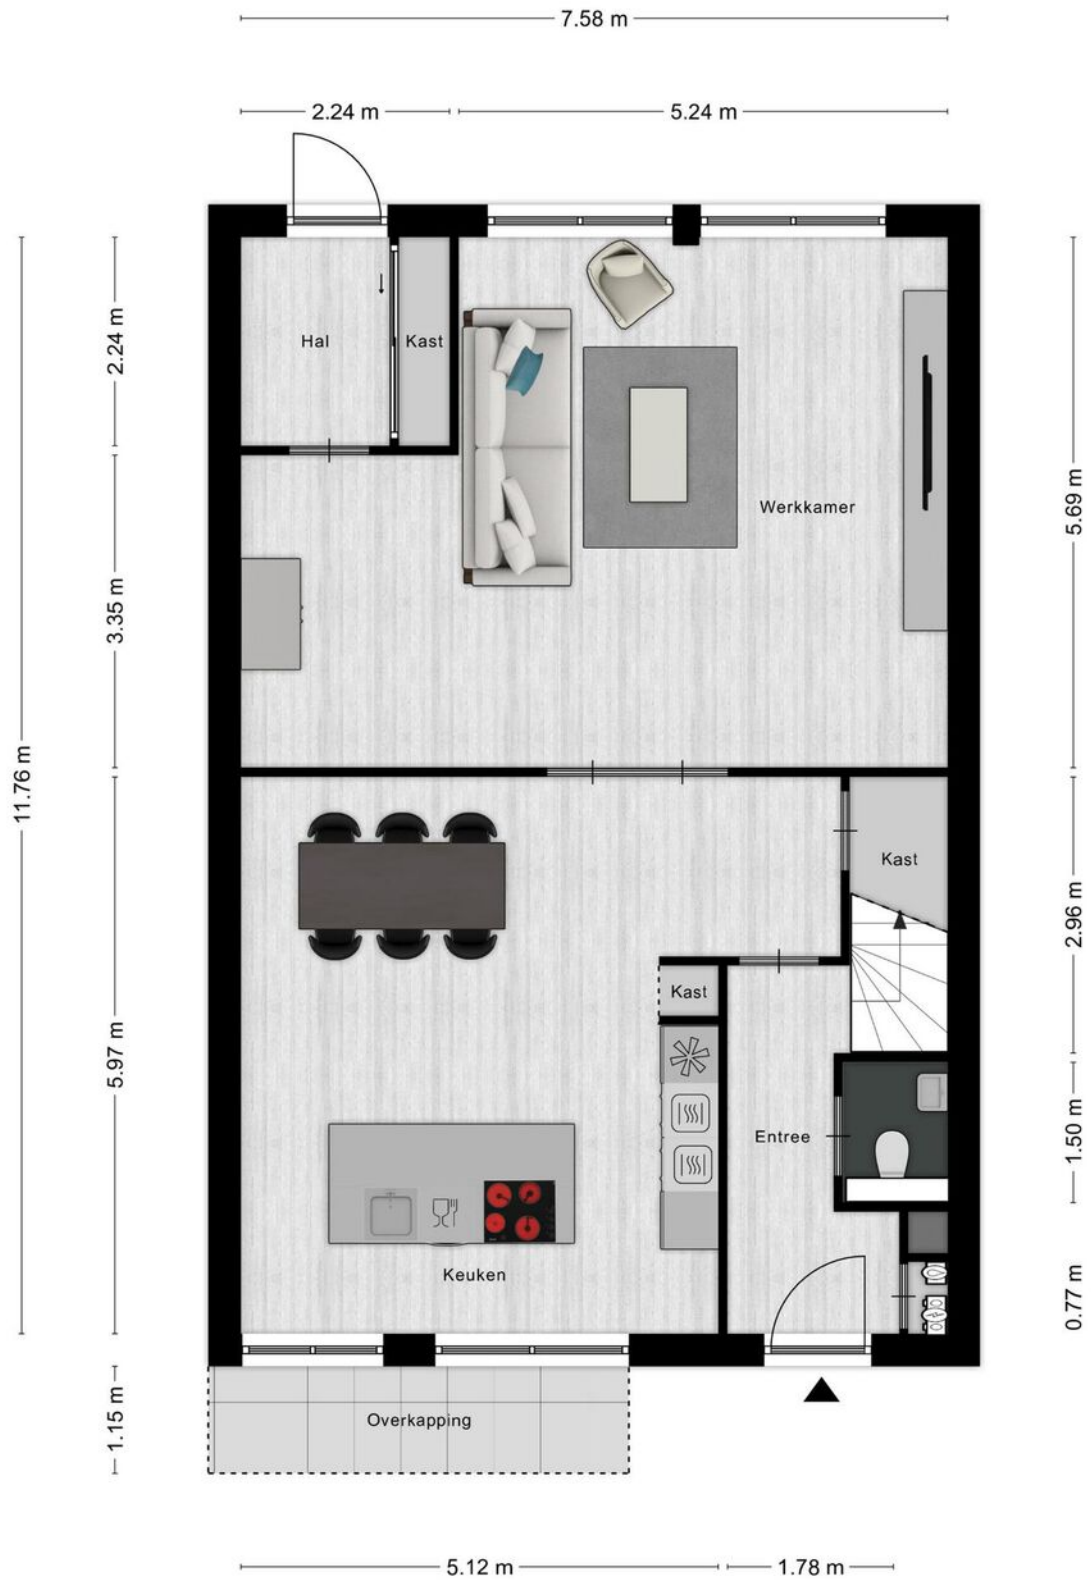 7.58 m
2.24 m
5.24 m
2.24 m
Hal
Kast
5.69 m
Werkkamer
3.35 m
11.76 m
Kast
2.96 m
Kast
5.97 m
Entree
1.50 m
Keuken
0.77 m
1.15 m
Overkapping
5.12 m
1.78 m